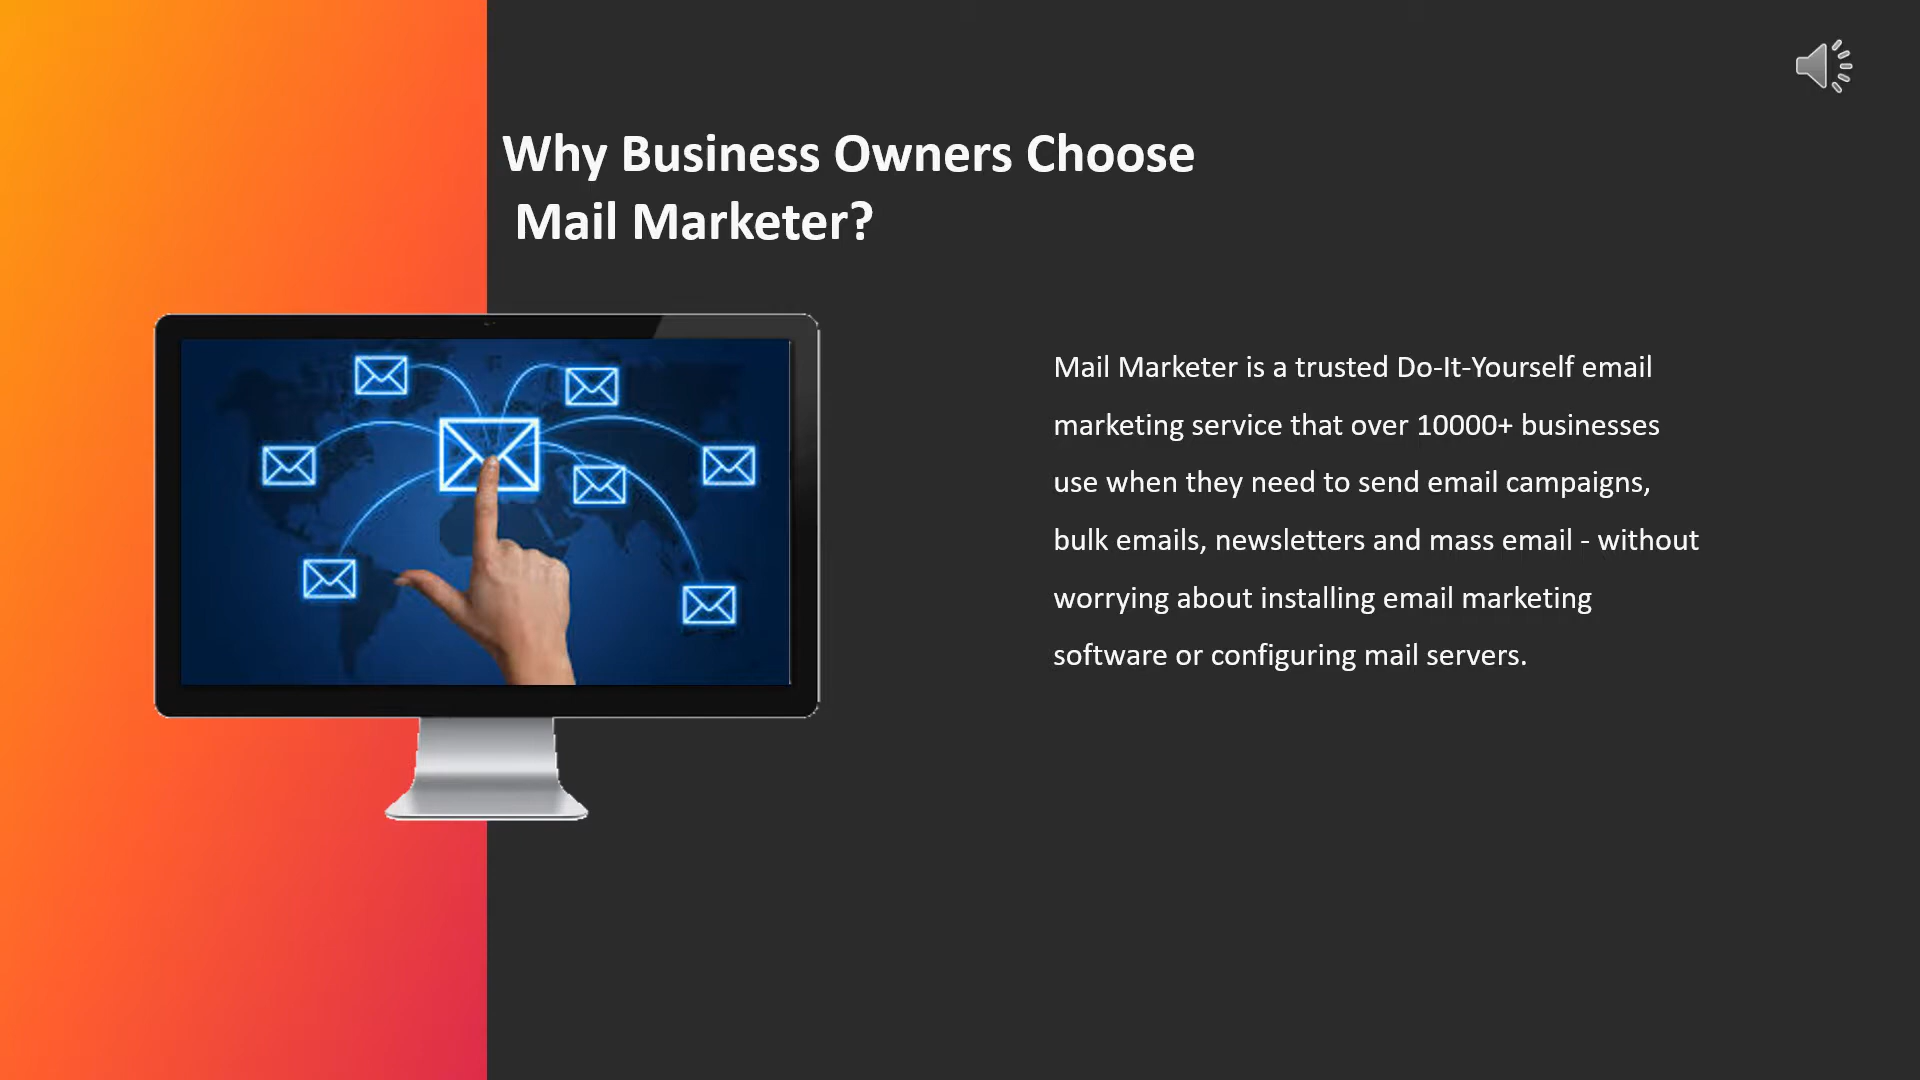 Why Business Owners Choose
Mail Marketer?
Mail Marketer is a trusted Do-It-Yourself email
marketing service that over 10000+ businesses
use when they need to send email campaigns,
bulk emails, newsletters and mass email - without
worrying about installing email marketing
software or configuring mail servers.